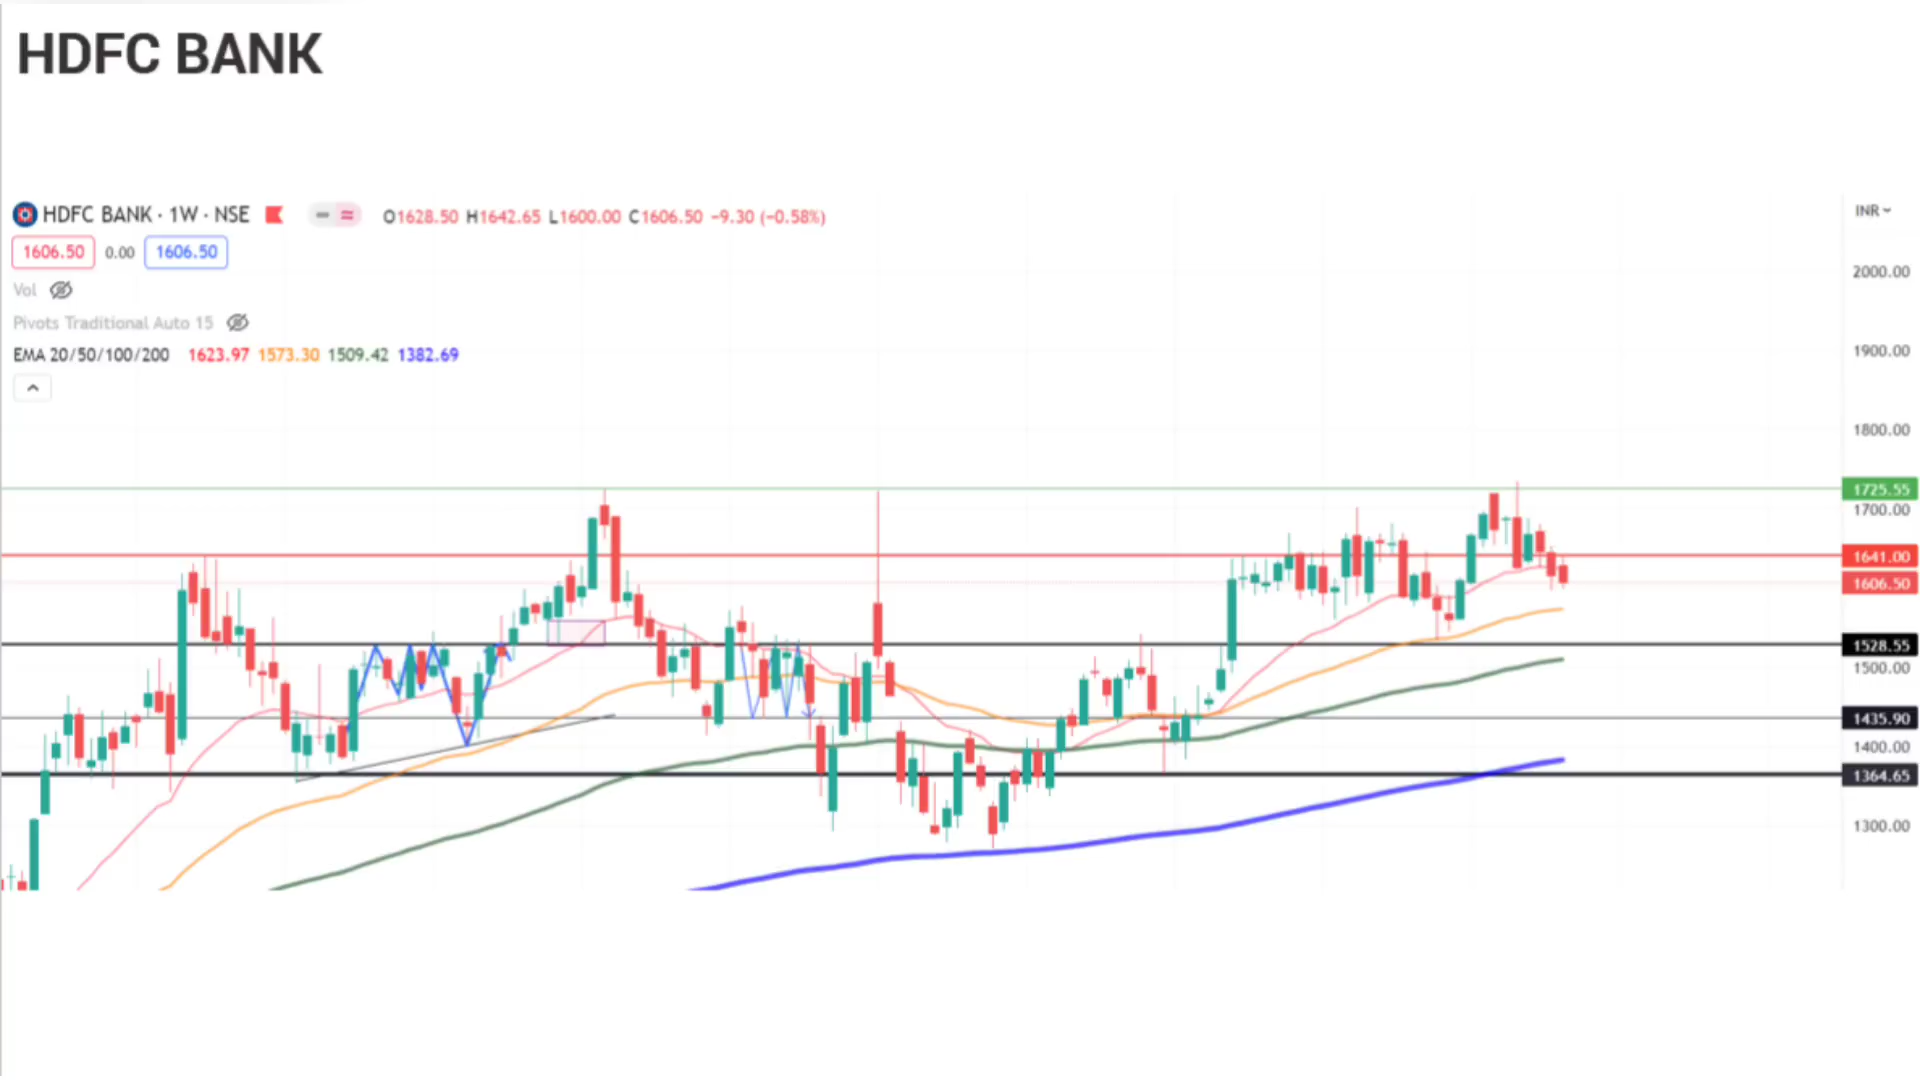 HDFC BANK
HDFC BANK · 1W · NSE O1628.50 H1642.65 L1600.00 C1606.50 −9.30 (−0.58%)
1606.50 0.00 1606.50
Vol
Pivots Traditional Auto 15
EMA 20/50/100/200 1623.97 1573.30 1509.42 1382.69
INR
2000.00
1900.00
1800.00
1725.55
1700.00
1641.00
1606.50
1528.55
1500.00
1435.90
1400.00
1364.65
1300.00